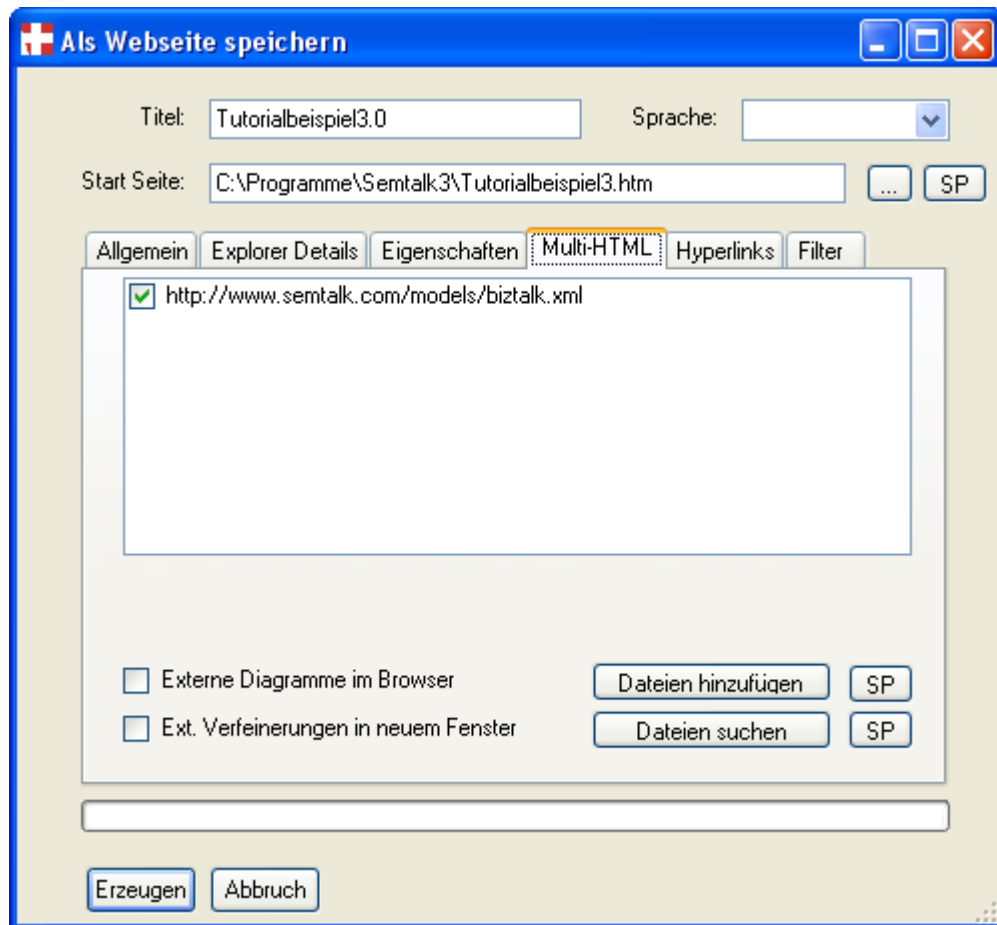 Als Webseite speichern
Titel: Tutorialbeispiel3.0 Sprache:
Start Seite: C:\Programme\Semtalk3\Tutorialbeispiel3.htm ... SP
Allgemein Explorer Details Eigenschaften Multi-HTML Hyperlinks Filter
http://www.semtalk.com/models/biztalk.xml
Externe Diagramme im Browser Dateien hinzufügen SP
Ext. Verfeinerungen in neuem Fenster Dateien suchen SP
Erzeugen Abbruch